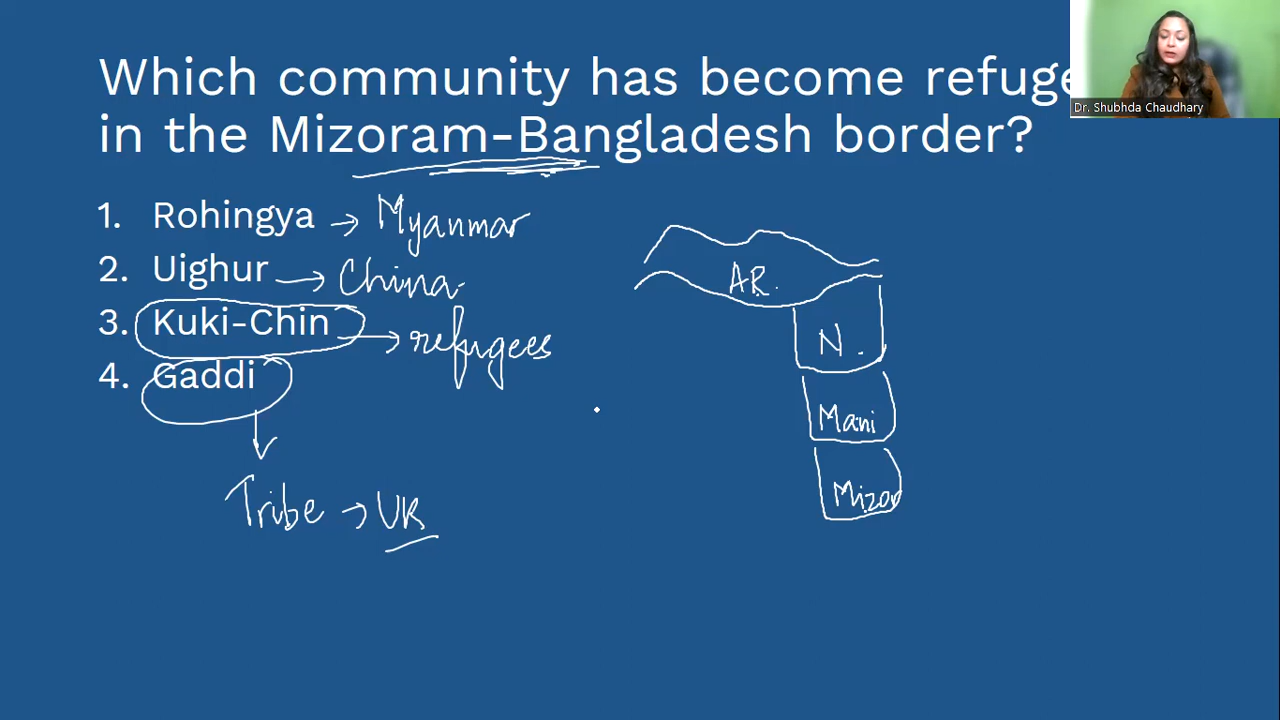 Which community has become refuge
in the Mizoram-Bangladesh border?
Dr. Shubhda Chaudhary
1. Rohingya → Myanmar
2. Uighur → China
3. Kuki-Chin → refugees
4. Gaddi
Tribe → UK
A.R.
N.
Mani
Mizor